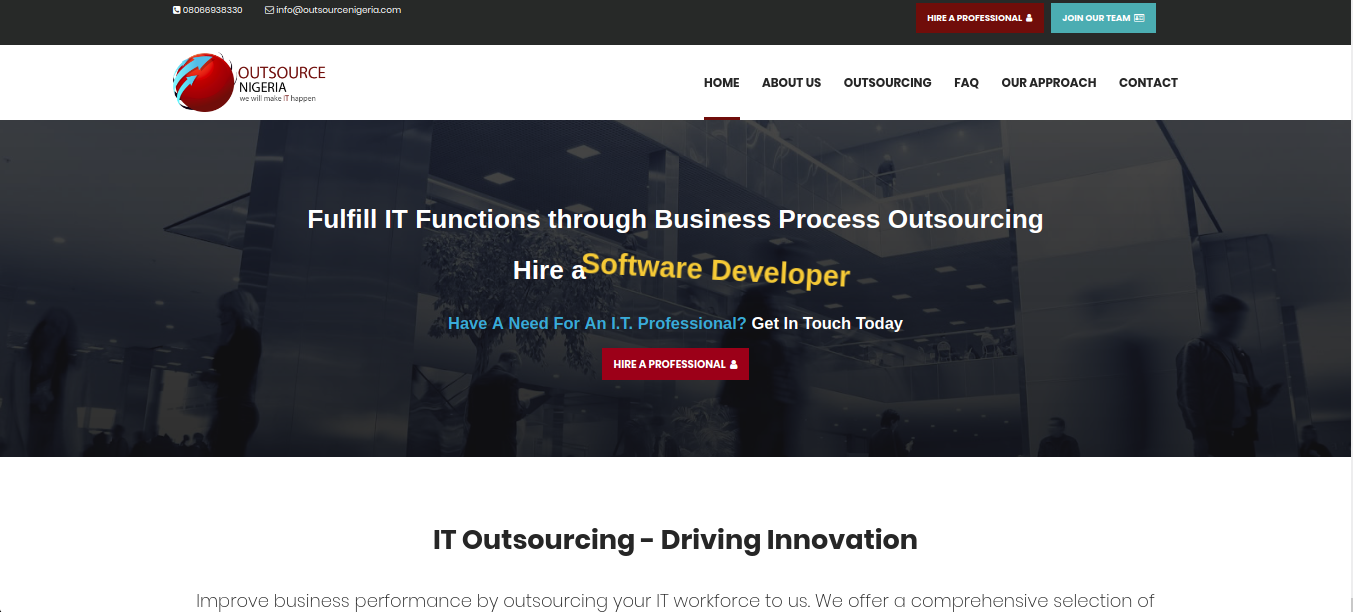 08066938330 info@outsourcenigeria.com HIRE A PROFESSIONAL JOIN OUR TEAM
OUTSOURCE
NIGERIA
we will make IT happen
HOME ABOUT US OUTSOURCING FAQ OUR APPROACH CONTACT
Fulfill IT Functions through Business Process Outsourcing
Hire a Software Developer
Have A Need For An I.T. Professional? Get In Touch Today
HIRE A PROFESSIONAL
IT Outsourcing - Driving Innovation
Improve business performance by outsourcing your IT workforce to us. We offer a comprehensive selection of